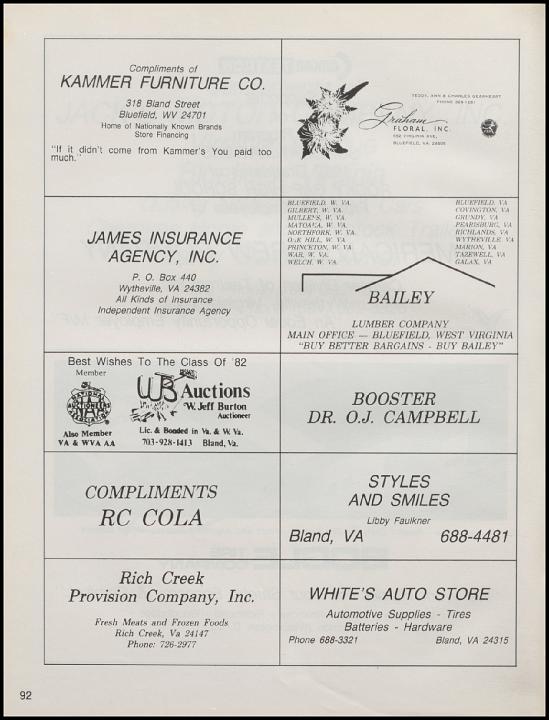 Compliments of
KAMMER FURNITURE CO.
318 Bland Street
Bluefield, WV 24701
Home of Nationally Known Brands
Store Financing
"If it didn't come from Kammer's You paid too
much."
TEDDY, ANN & CHARLES GEARHEART
Graham
FLORAL, INC.
VIRGINIA AVE.
BLUEFIELD, VA. 24605
JAMES INSURANCE
AGENCY, INC.
P. O. Box 440
Wytheville, VA 24382
All Kinds of Insurance
Independent Insurance Agency
BLUEFIELD, W. VA.
GILBERT, W. VA.
MULLENS, W. VA.
MATOAKA, W. VA.
NORTHFORK, W. VA.
OAK HILL, W. VA.
PRINCETON, W. VA.
WAR, W. VA.
WELCH, W. VA.
BLUEFIELD, VA
COVINGTON, VA
GRUNDY, VA
PEARISBURG, VA
RICHLANDS, VA
WYTHEVILLE, VA
MARION, VA
TAZEWELL, VA
GALAX, VA
BAILEY
LUMBER COMPANY
MAIN OFFICE — BLUEFIELD, WEST VIRGINIA
"BUY BETTER BARGAINS - BUY BAILEY"
Best Wishes To The Class Of '82
Member
NATIONAL
AUCTIONEERS
ASSOCIATION
Also Member
VA & WVA AA
WB Auctions
W. Jeff Burton
Auctioneer
Lic. & Bonded in Va. & W. Va.
703-928-1413 Bland, Va.
BOOSTER
DR. O.J. CAMPBELL
COMPLIMENTS
RC COLA
STYLES
AND SMILES
Libby Faulkner
Bland, VA 688-4481
Rich Creek
Provision Company, Inc.
Fresh Meats and Frozen Foods
Rich Creek, Va 24147
Phone: 726-2977
WHITE'S AUTO STORE
Automotive Supplies - Tires
Batteries - Hardware
Phone 688-3321 Bland, VA 24315
92